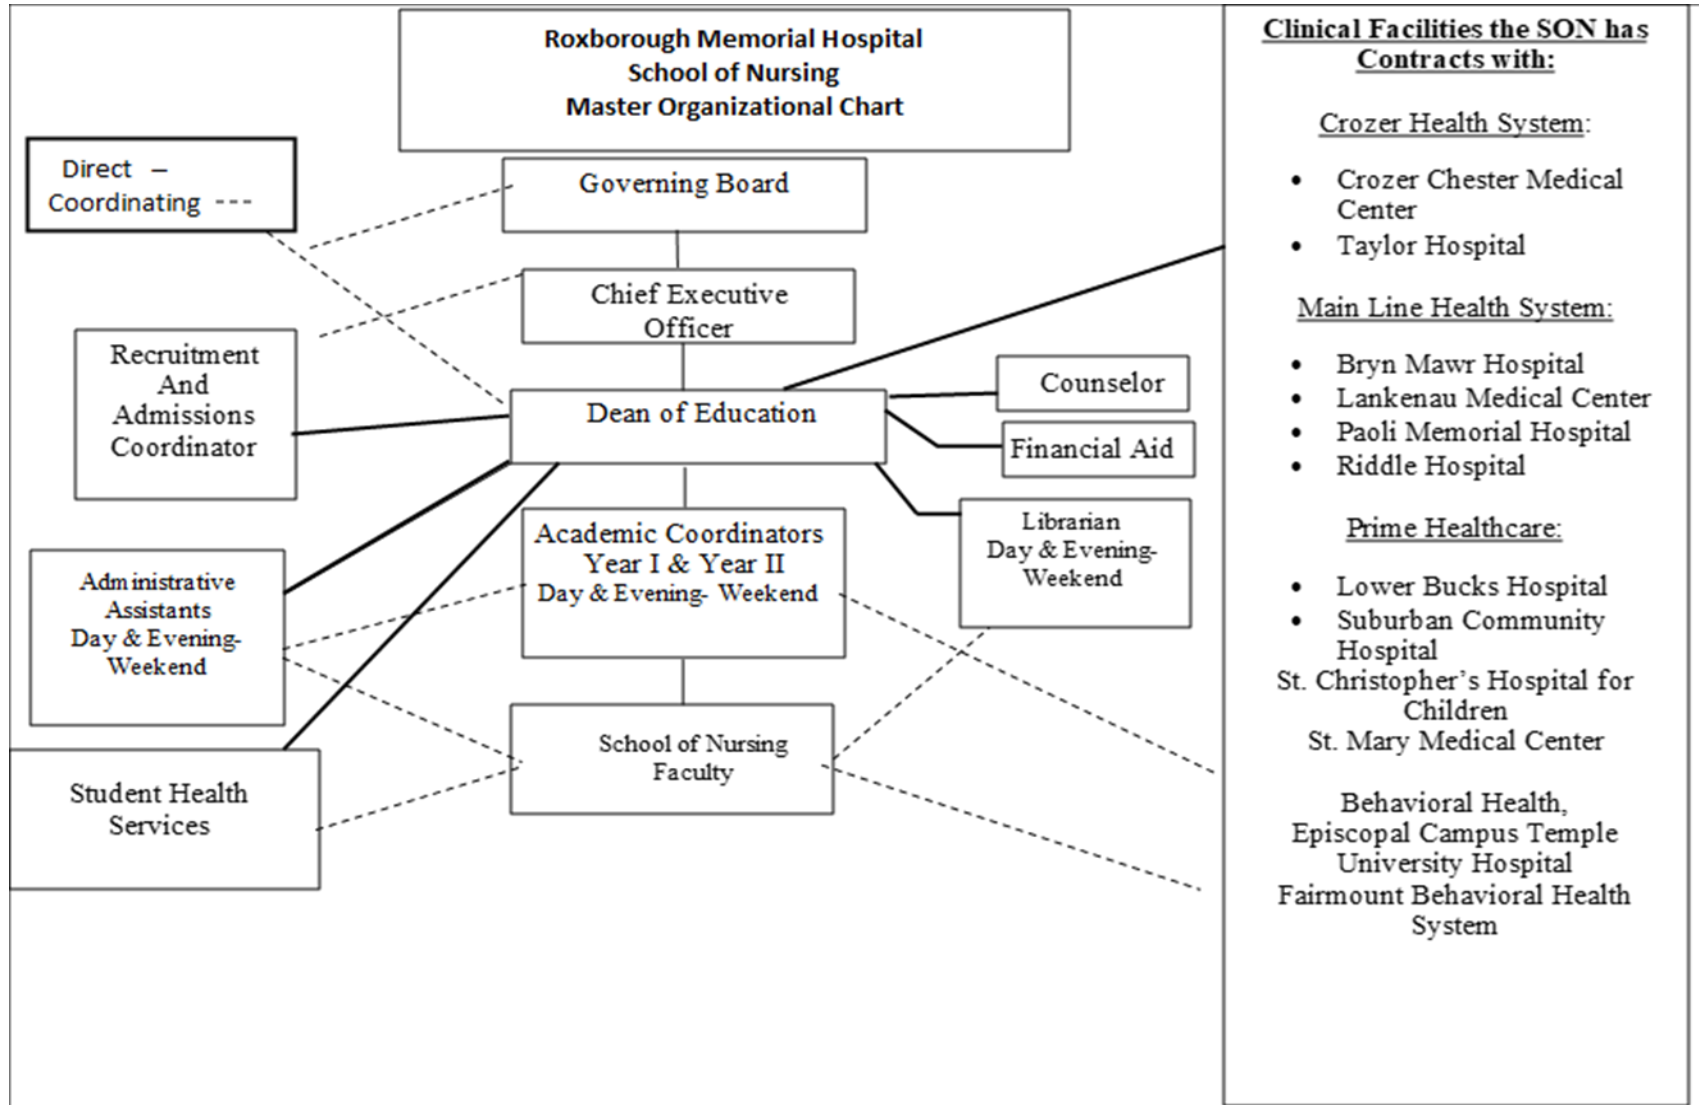 Roxborough Memorial Hospital
School of Nursing
Master Organizational Chart
Direct –
Coordinating ---
Governing Board
Chief Executive
Officer
Recruitment
And
Admissions
Coordinator
Dean of Education
Counselor
Financial Aid
Librarian
Day & Evening-
Weekend
Academic Coordinators
Year I & Year II
Day & Evening- Weekend
Administrative
Assistants
Day & Evening-
Weekend
School of Nursing
Faculty
Student Health
Services
Clinical Facilities the SON has
Contracts with:
Crozer Health System:
• Crozer Chester Medical
Center
• Taylor Hospital
Main Line Health System:
• Bryn Mawr Hospital
• Lankenau Medical Center
• Paoli Memorial Hospital
• Riddle Hospital
Prime Healthcare:
• Lower Bucks Hospital
• Suburban Community
Hospital
St. Christopher’s Hospital for
Children
St. Mary Medical Center
Behavioral Health,
Episcopal Campus Temple
University Hospital
Fairmount Behavioral Health
System